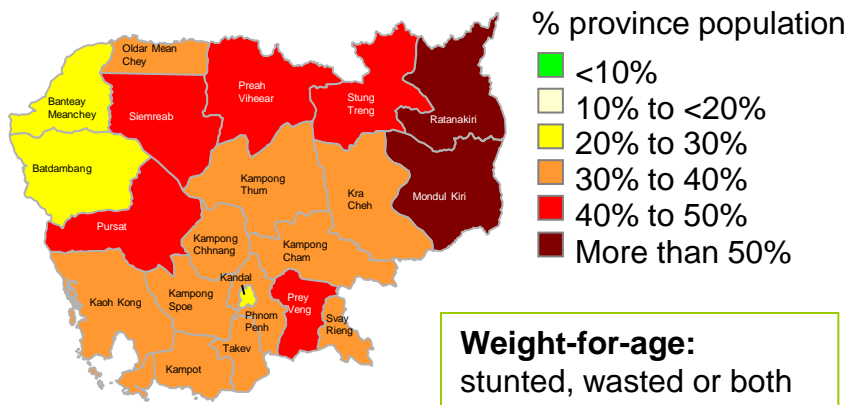 % province population
<10%
10% to <20%
20% to 30%
30% to 40%
40% to 50%
More than 50%
Oldar Mean
Chey
Banteay
Meanchey
Siemreab
Preah
Viheear
Stung
Treng
Ratanakiri
Batdambang
Kampong
Thum
Kra
Cheh
Mondul Kiri
Pursat
Kampong
Chhnang
Kampong
Cham
Kandal
Kaoh Kong
Kampong
Spoe
Phnom
Penh
Prey
Veng
Svay
Rieng
Takev
Kampot
Weight-for-age:
stunted, wasted or both